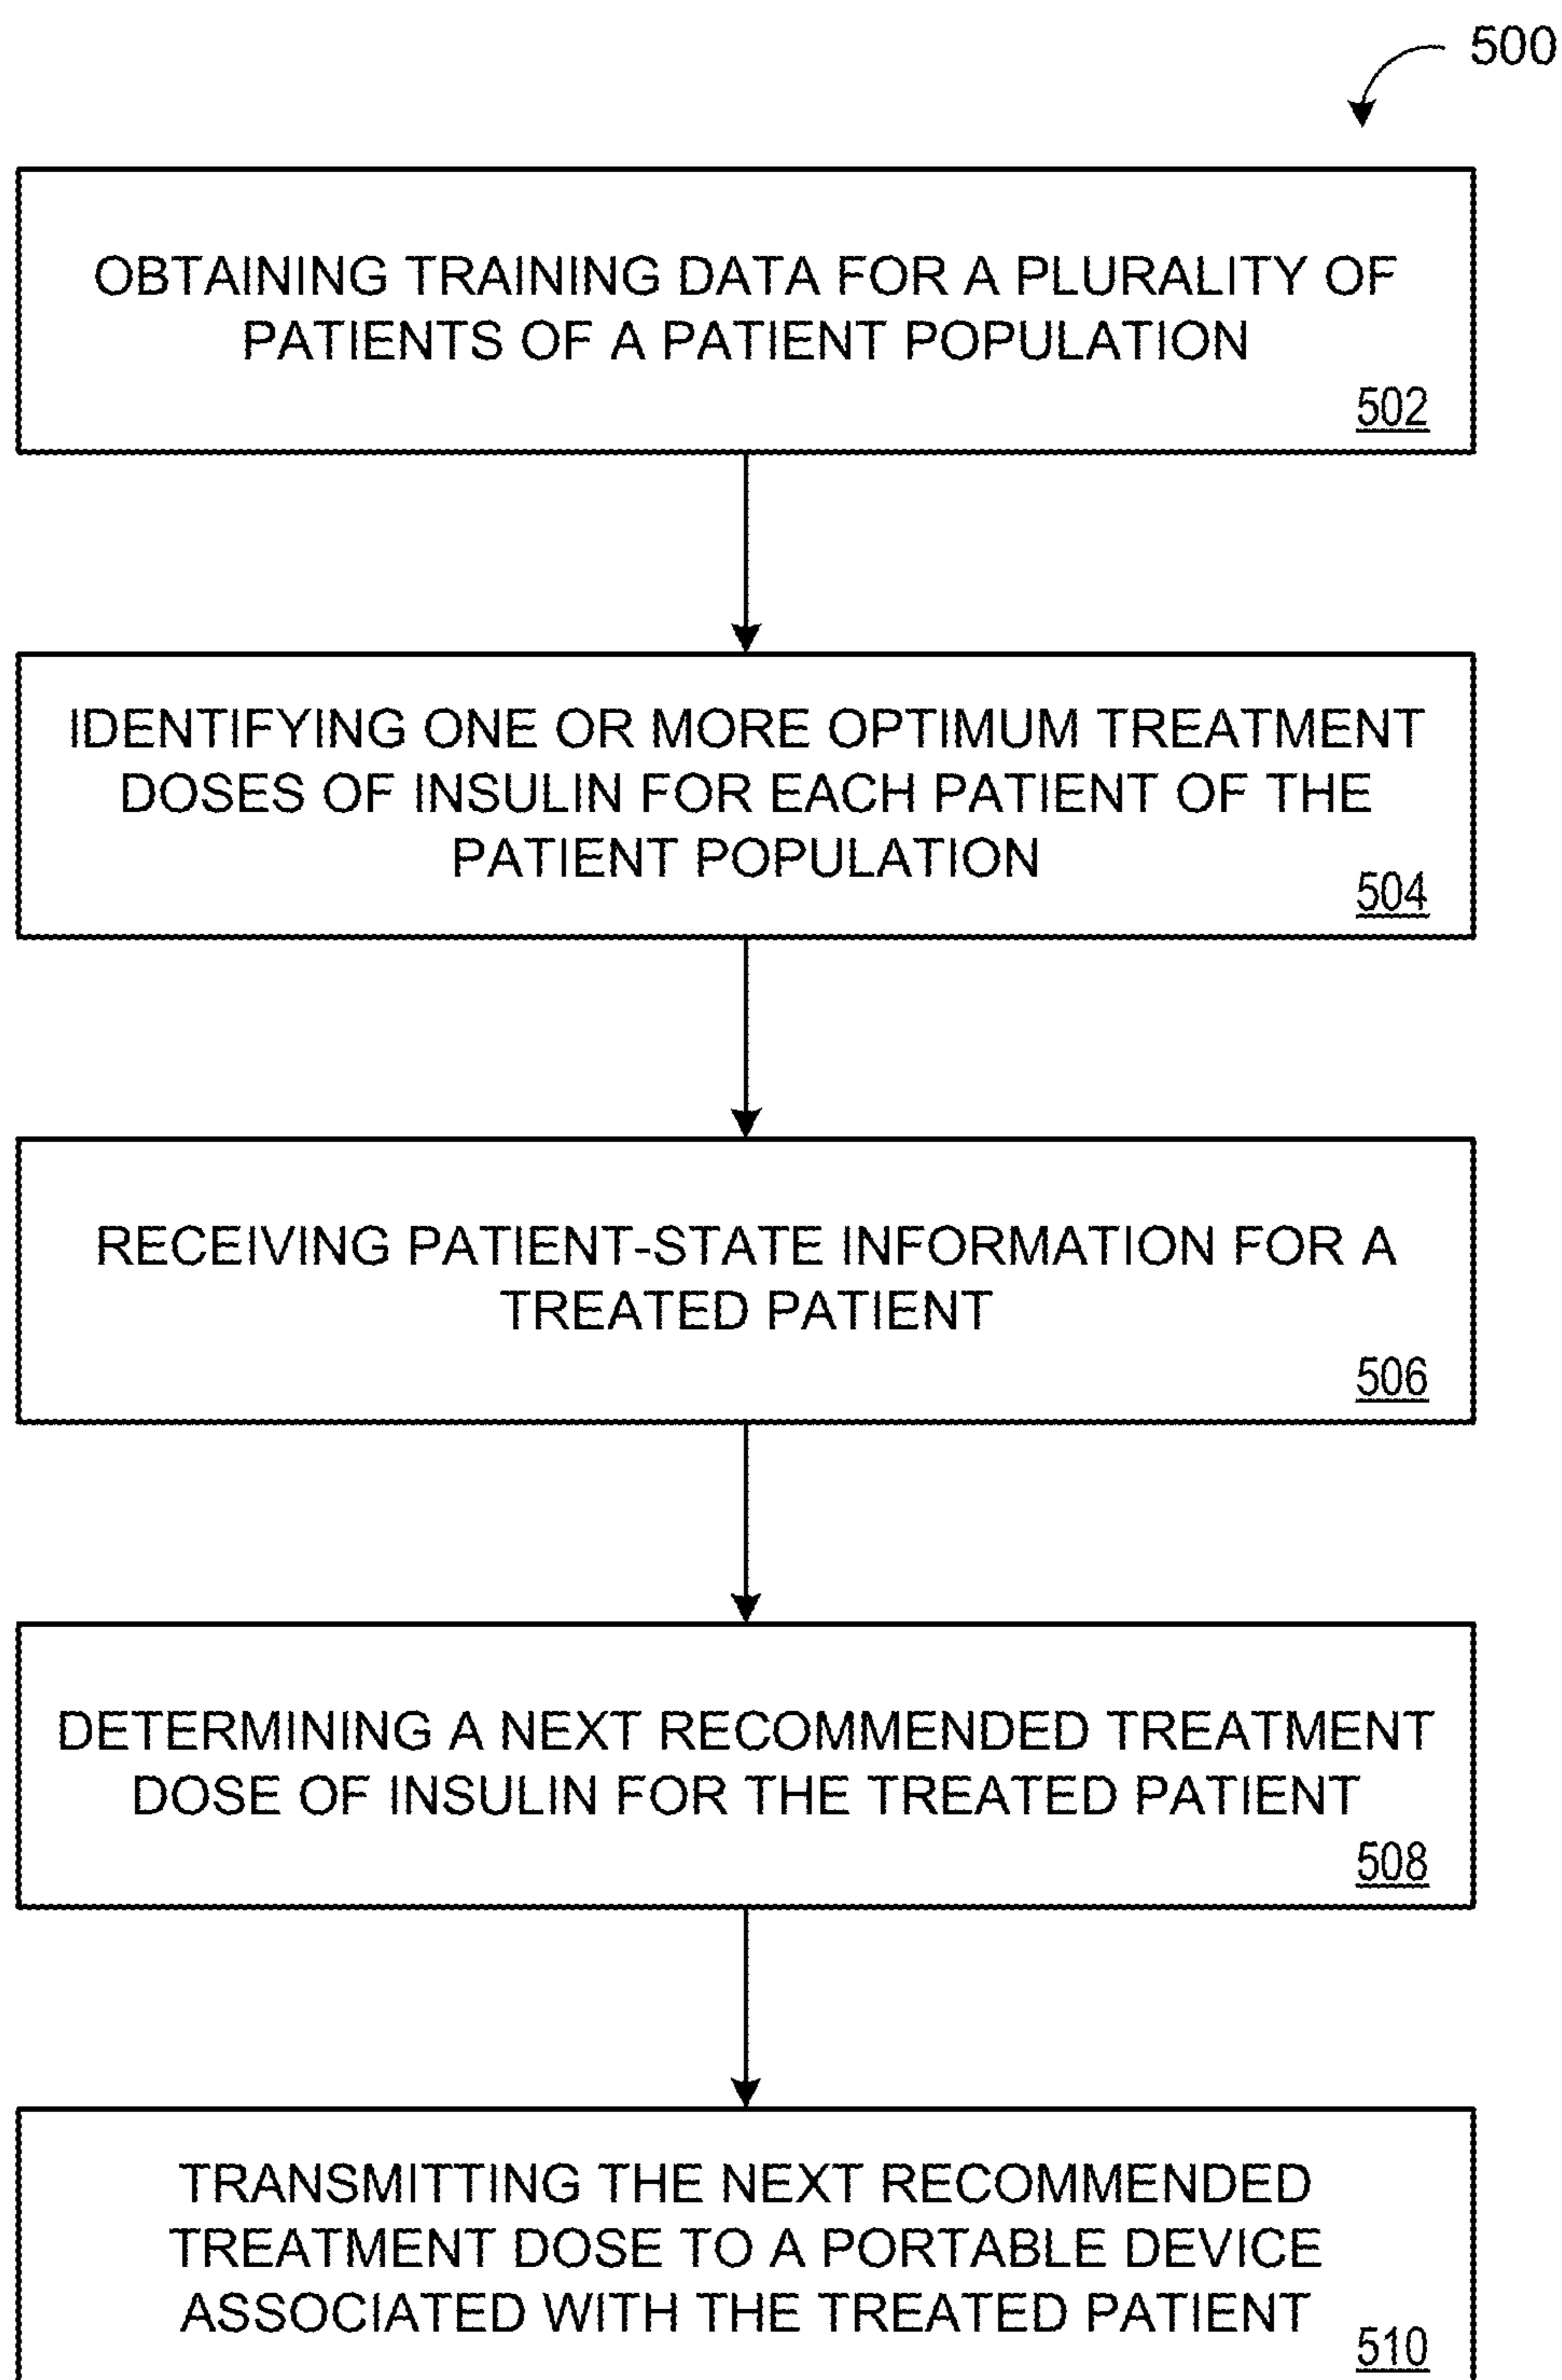 500
OBTAINING TRAINING DATA FOR A PLURALITY OF
PATIENTS OF A PATIENT POPULATION
502
IDENTIFYING ONE OR MORE OPTIMUM TREATMENT
DOSES OF INSULIN FOR EACH PATIENT OF THE
PATIENT POPULATION
504
RECEIVING PATIENT-STATE INFORMATION FOR A
TREATED PATIENT
506
DETERMINING A NEXT RECOMMENDED TREATMENT
DOSE OF INSULIN FOR THE TREATED PATIENT
508
TRANSMITTING THE NEXT RECOMMENDED
TREATMENT DOSE TO A PORTABLE DEVICE
ASSOCIATED WITH THE TREATED PATIENT
510